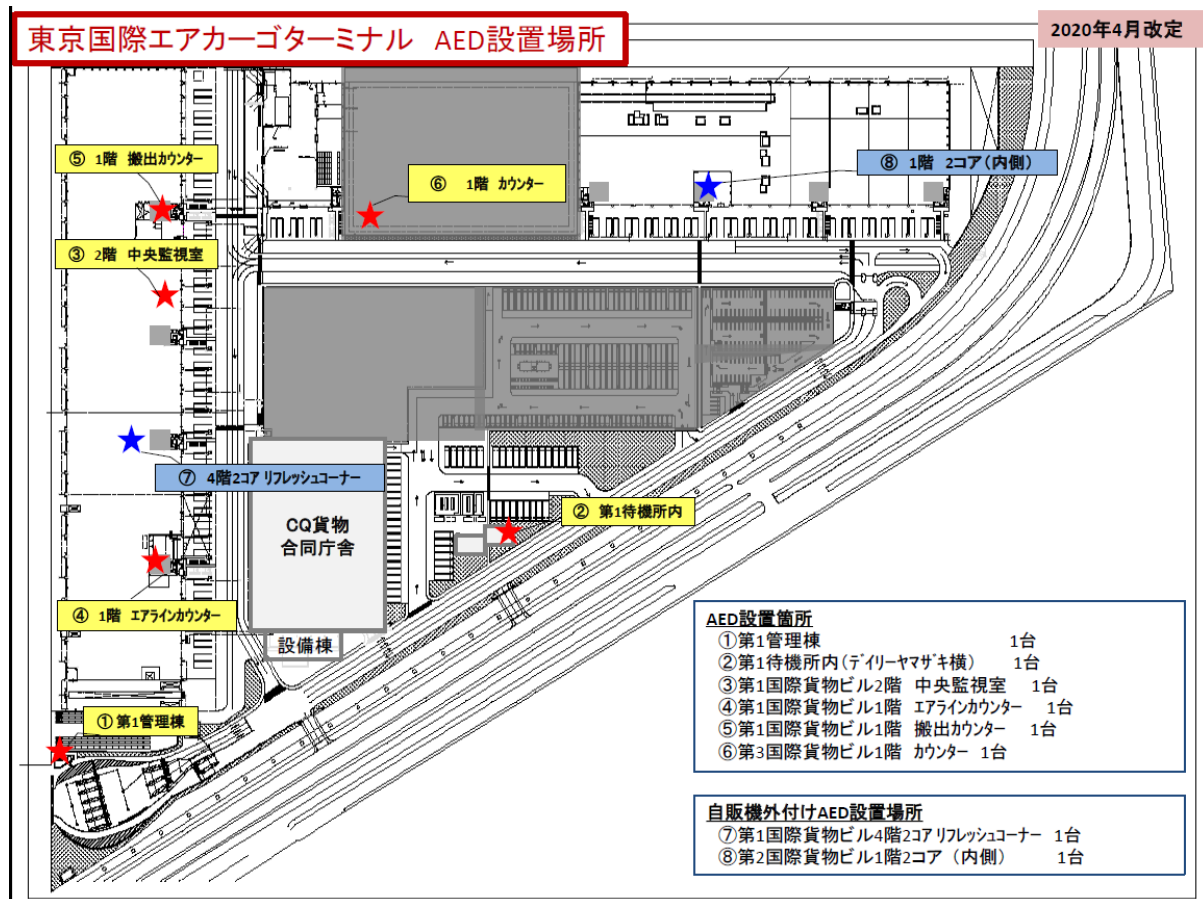 東京国際エアカーゴターミナル AED設置場所
2020年4月改定
⑤ 1階 搬出カウンター
⑧ 1階 2コア(内側)
⑥ 1階 カウンター
③ 2階 中央監視室
⑦ 4階2コア リフレッシュコーナー
② 第1待機所内
CQ貨物
合同庁舎
④ 1階 エアラインカウンター
設備棟
① 第1管理棟
AED設置箇所
①第1管理棟 1台
②第1待機所内(デイリーヤマザキ横) 1台
③第1国際貨物ビル2階 中央監視室 1台
④第1国際貨物ビル1階 エアラインカウンター 1台
⑤第1国際貨物ビル1階 搬出カウンター 1台
⑥第3国際貨物ビル1階 カウンター 1台
自販機外付けAED設置場所
⑦第1国際貨物ビル4階2コア リフレッシュコーナー 1台
⑧第2国際貨物ビル1階2コア (内側) 1台